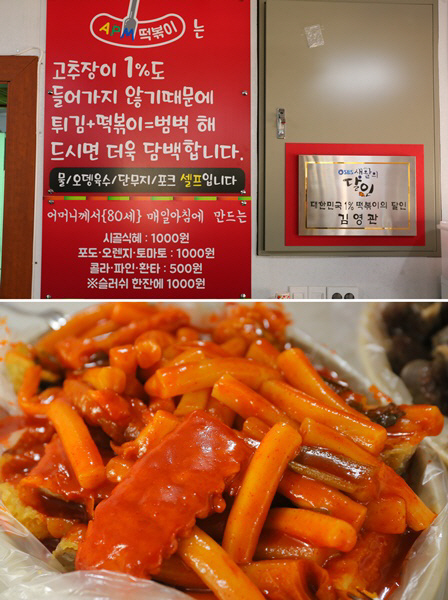 APM 떡볶이 는
고추장이 1%도
들어가지 않기때문에
튀김+떡볶이=범벅 해
드시면 더욱 담백합니다.
물/오뎅육수/단무지/포크 셀프입니다
어머니께서{80세} 매일아침에 만드는
시골식혜 : 1000원
포도·오렌지·토마토 : 1000원
콜라·파인·환타 : 500원
※슬러쉬 한잔에 1000원
SBS 생활의
달인
대한민국 1% 떡볶이의 달인
김영관